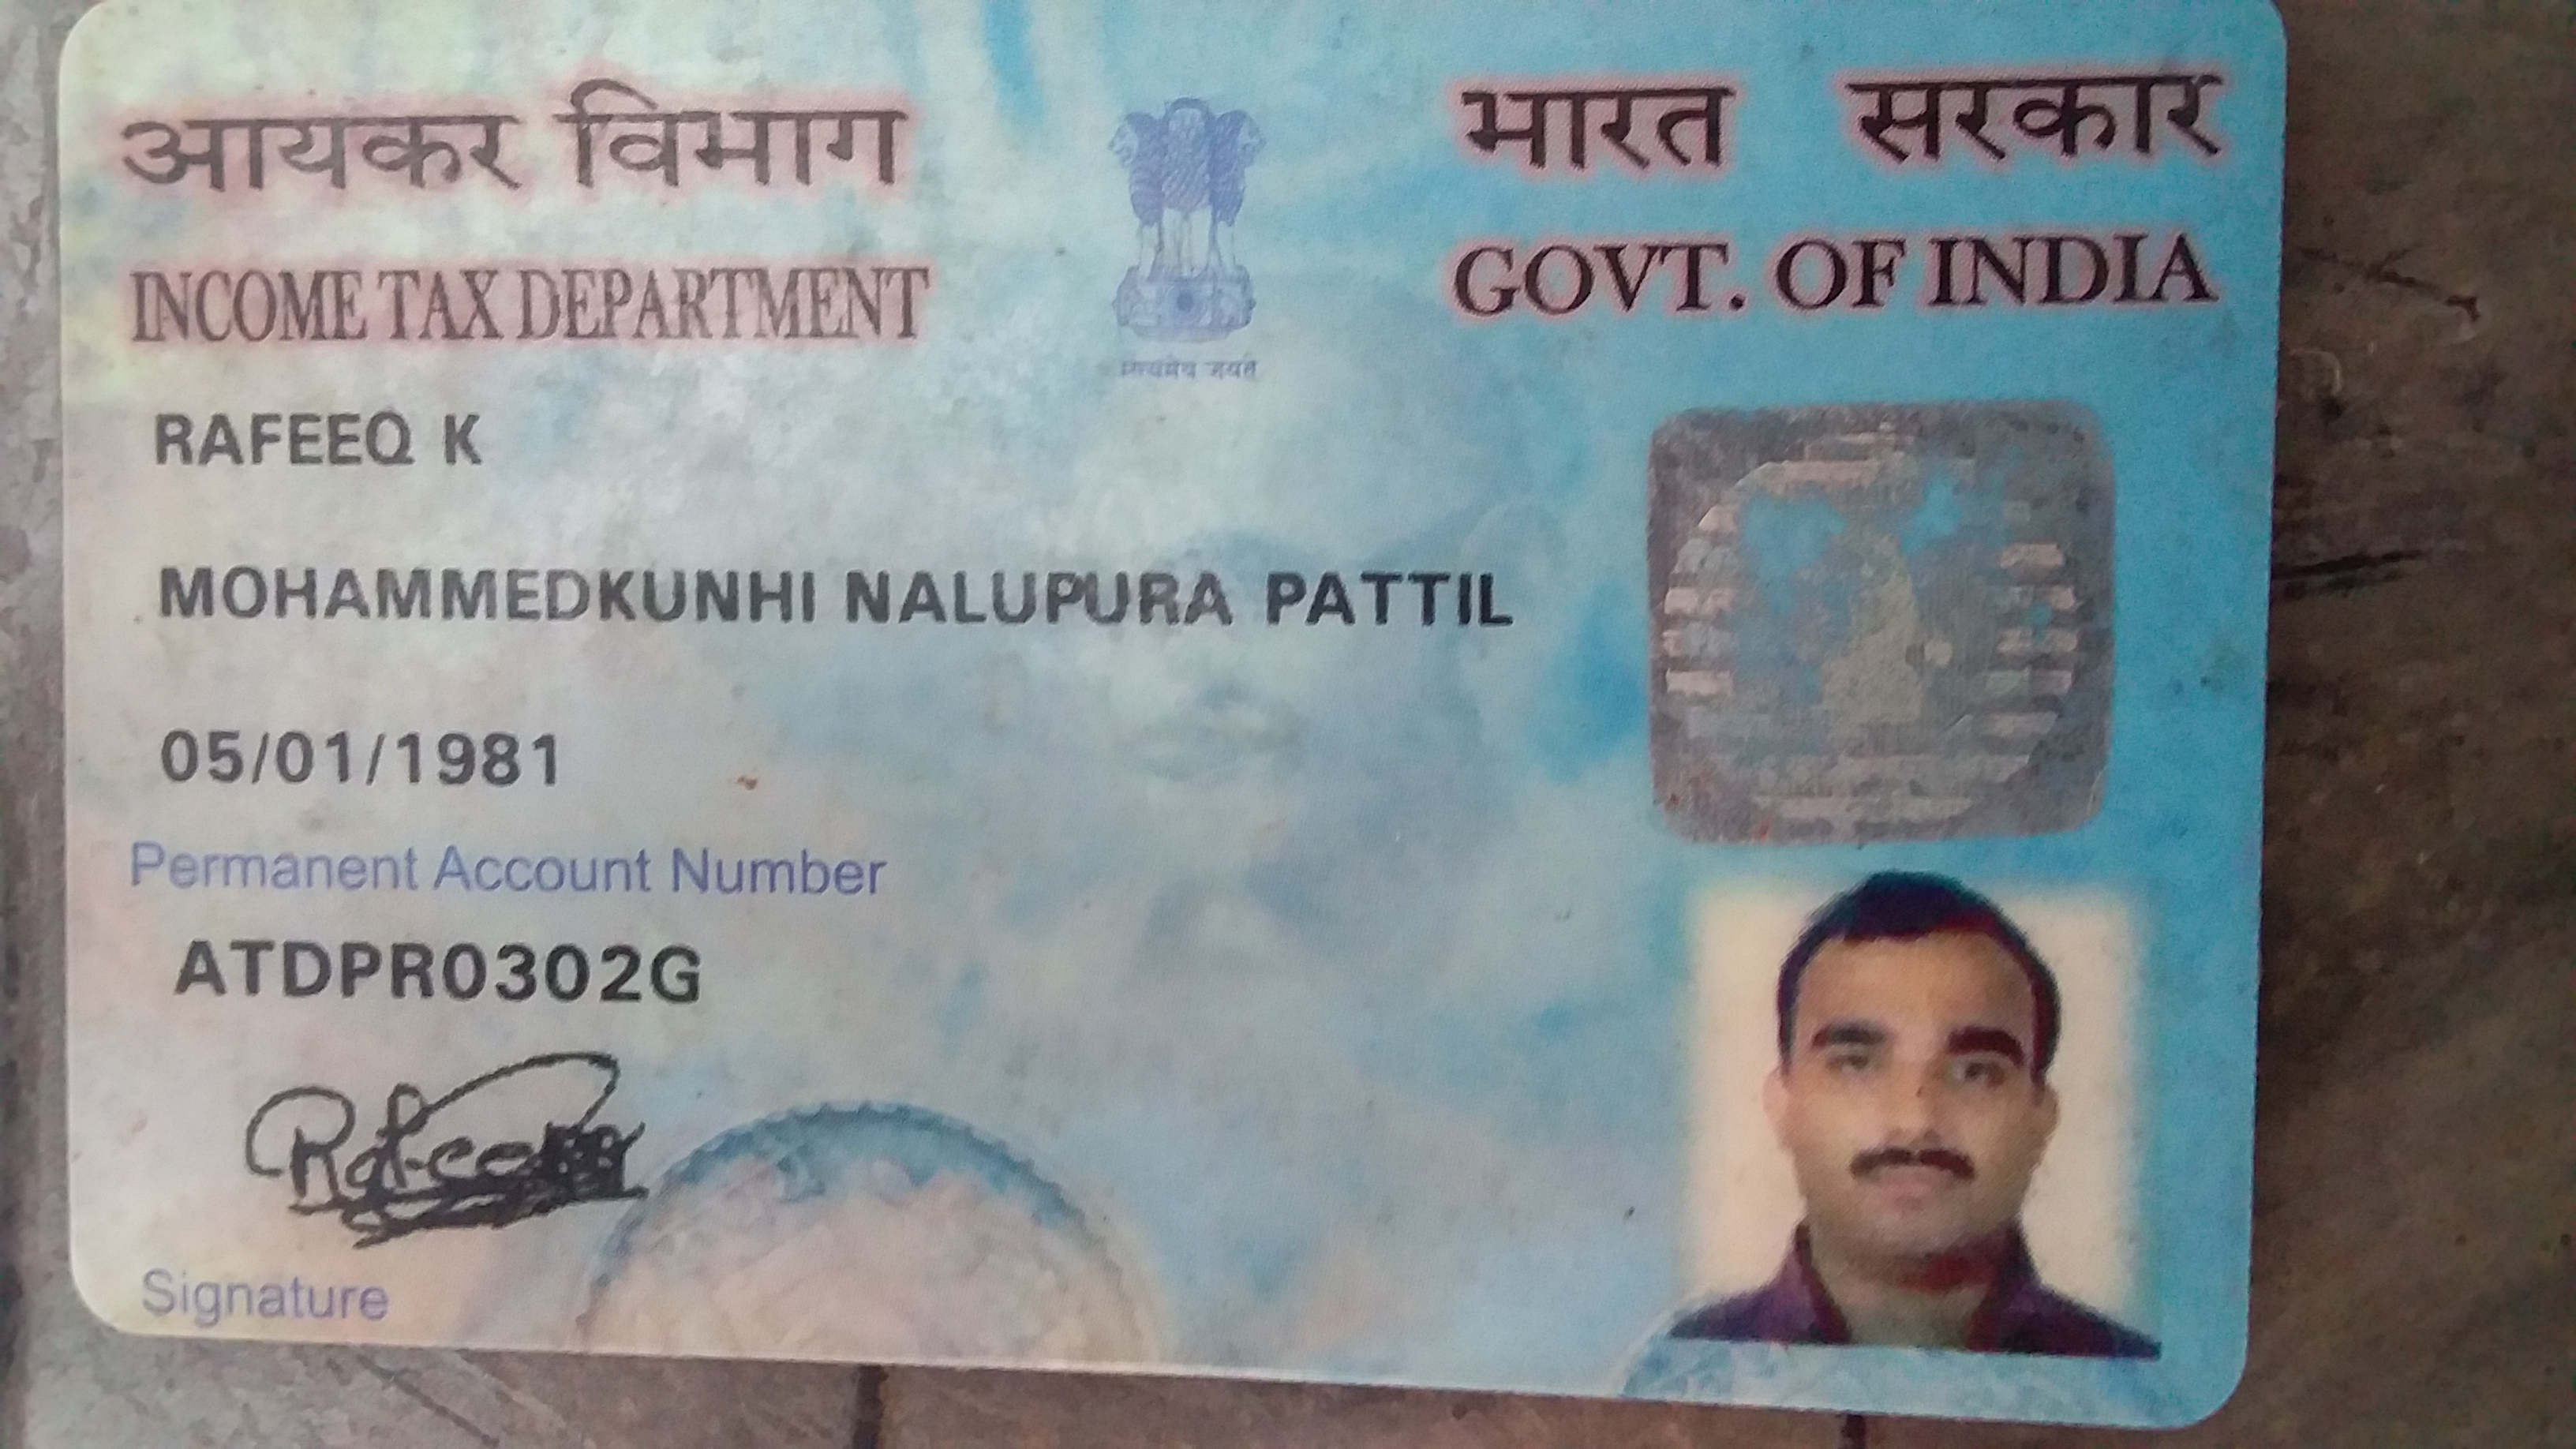 आयकर विभाग
INCOME TAX DEPARTMENT
भारत सरकार
GOVT. OF INDIA
सत्यमेव जयते
RAFEEQ K
MOHAMMEDKUNHI NALUPURA PATTIL
05/01/1981
Permanent Account Number
ATDPR0302G
Signature